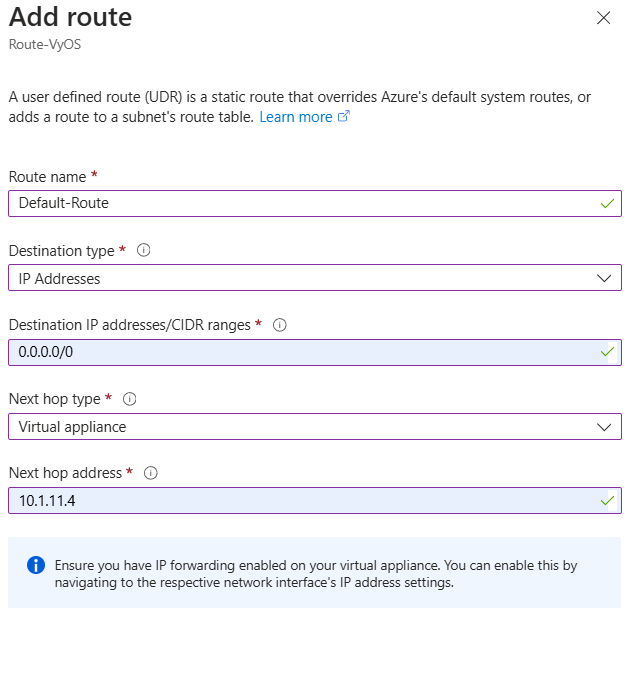 Add route
Route-VyOS
A user defined route (UDR) is a static route that overrides Azure's default system routes, or
adds a route to a subnet's route table. Learn more
Route name *
Default-Route
Destination type *
IP Addresses
Destination IP addresses/CIDR ranges *
0.0.0.0/0
Next hop type *
Virtual appliance
Next hop address *
10.1.11.4
Ensure you have IP forwarding enabled on your virtual appliance. You can enable this by
navigating to the respective network interface's IP address settings.